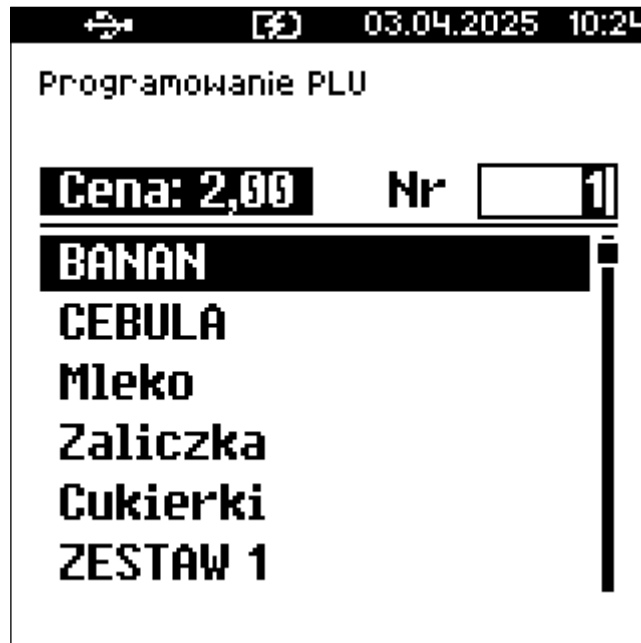 03.04.2025 10:24
Programowanie PLU
Cena: 2,00 Nr 1
BANAN
CEBULA
Mleko
Zaliczka
Cukierki
ZESTAW 1